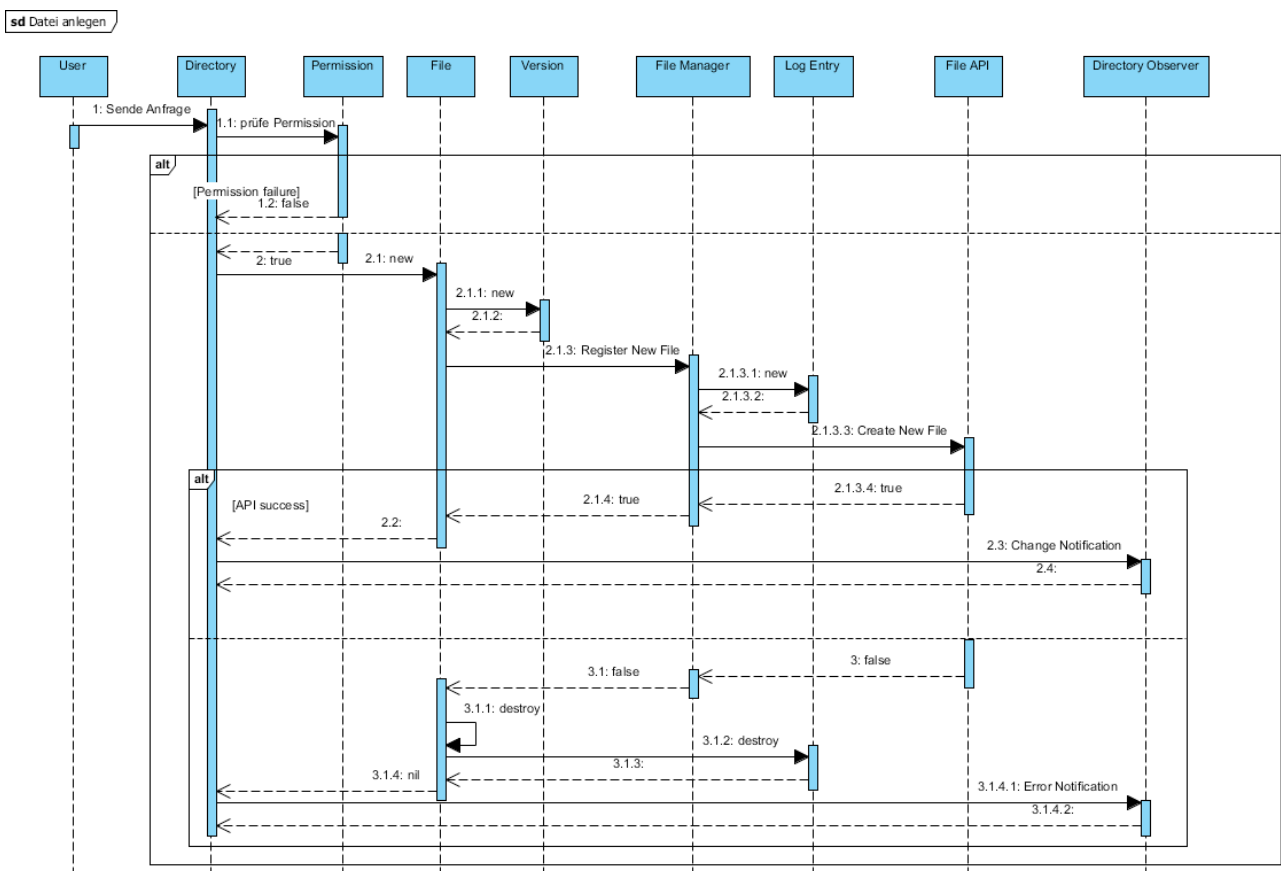 sd Datei anlegen
User
Directory
Permission
File
Version
File Manager
Log Entry
File API
Directory Observer
1: Sende Anfrage
1.1: prüfe Permission
alt
[Permission failure]
1.2: false
2: true
2.1: new
2.1.1: new
2.1.2:
2.1.3: Register New File
2.1.3.1: new
2.1.3.2:
2.1.3.3: Create New File
alt
[API success]
2.1.3.4: true
2.1.4: true
2.2:
2.3: Change Notification
2.4:
3: false
3.1: false
3.1.1: destroy
3.1.2: destroy
3.1.3:
3.1.4: nil
3.1.4.1: Error Notification
3.1.4.2: